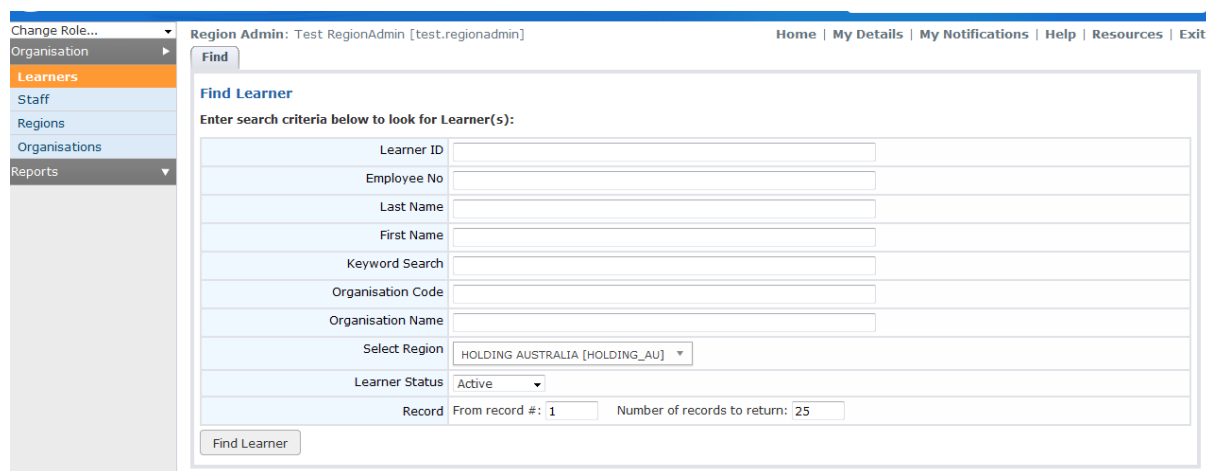 Change Role...
Region Admin: Test RegionAdmin [test.regionadmin]
Home | My Details | My Notifications | Help | Resources | Exit
Organisation
Learners
Staff
Regions
Organisations
Reports
Find
Find Learner
Enter search criteria below to look for Learner(s):
Learner ID
Employee No
Last Name
First Name
Keyword Search
Organisation Code
Organisation Name
Select Region HOLDING AUSTRALIA [HOLDING_AU]
Learner Status Active
Record From record #: 1 Number of records to return: 25
Find Learner